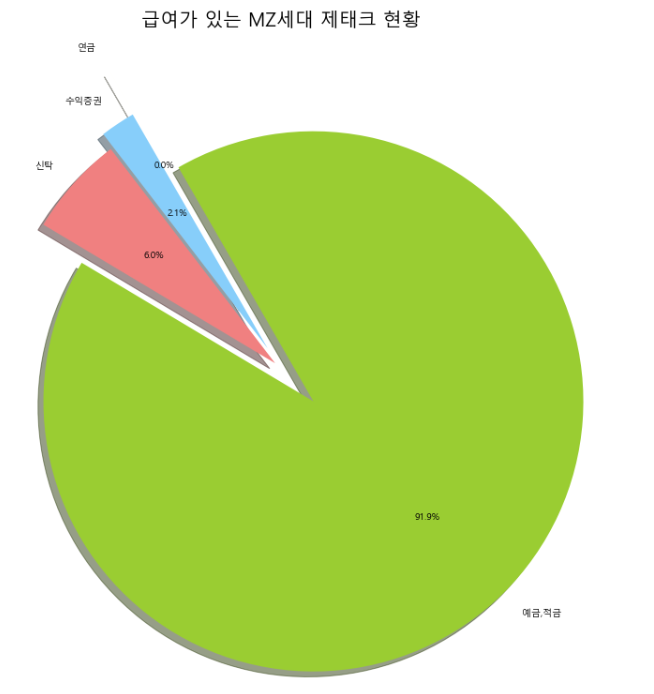 급여가 있는 MZ세대 제태크 현황
연금
수익증권
신탁
0.0%
2.1%
6.0%
91.9%
예금,적금